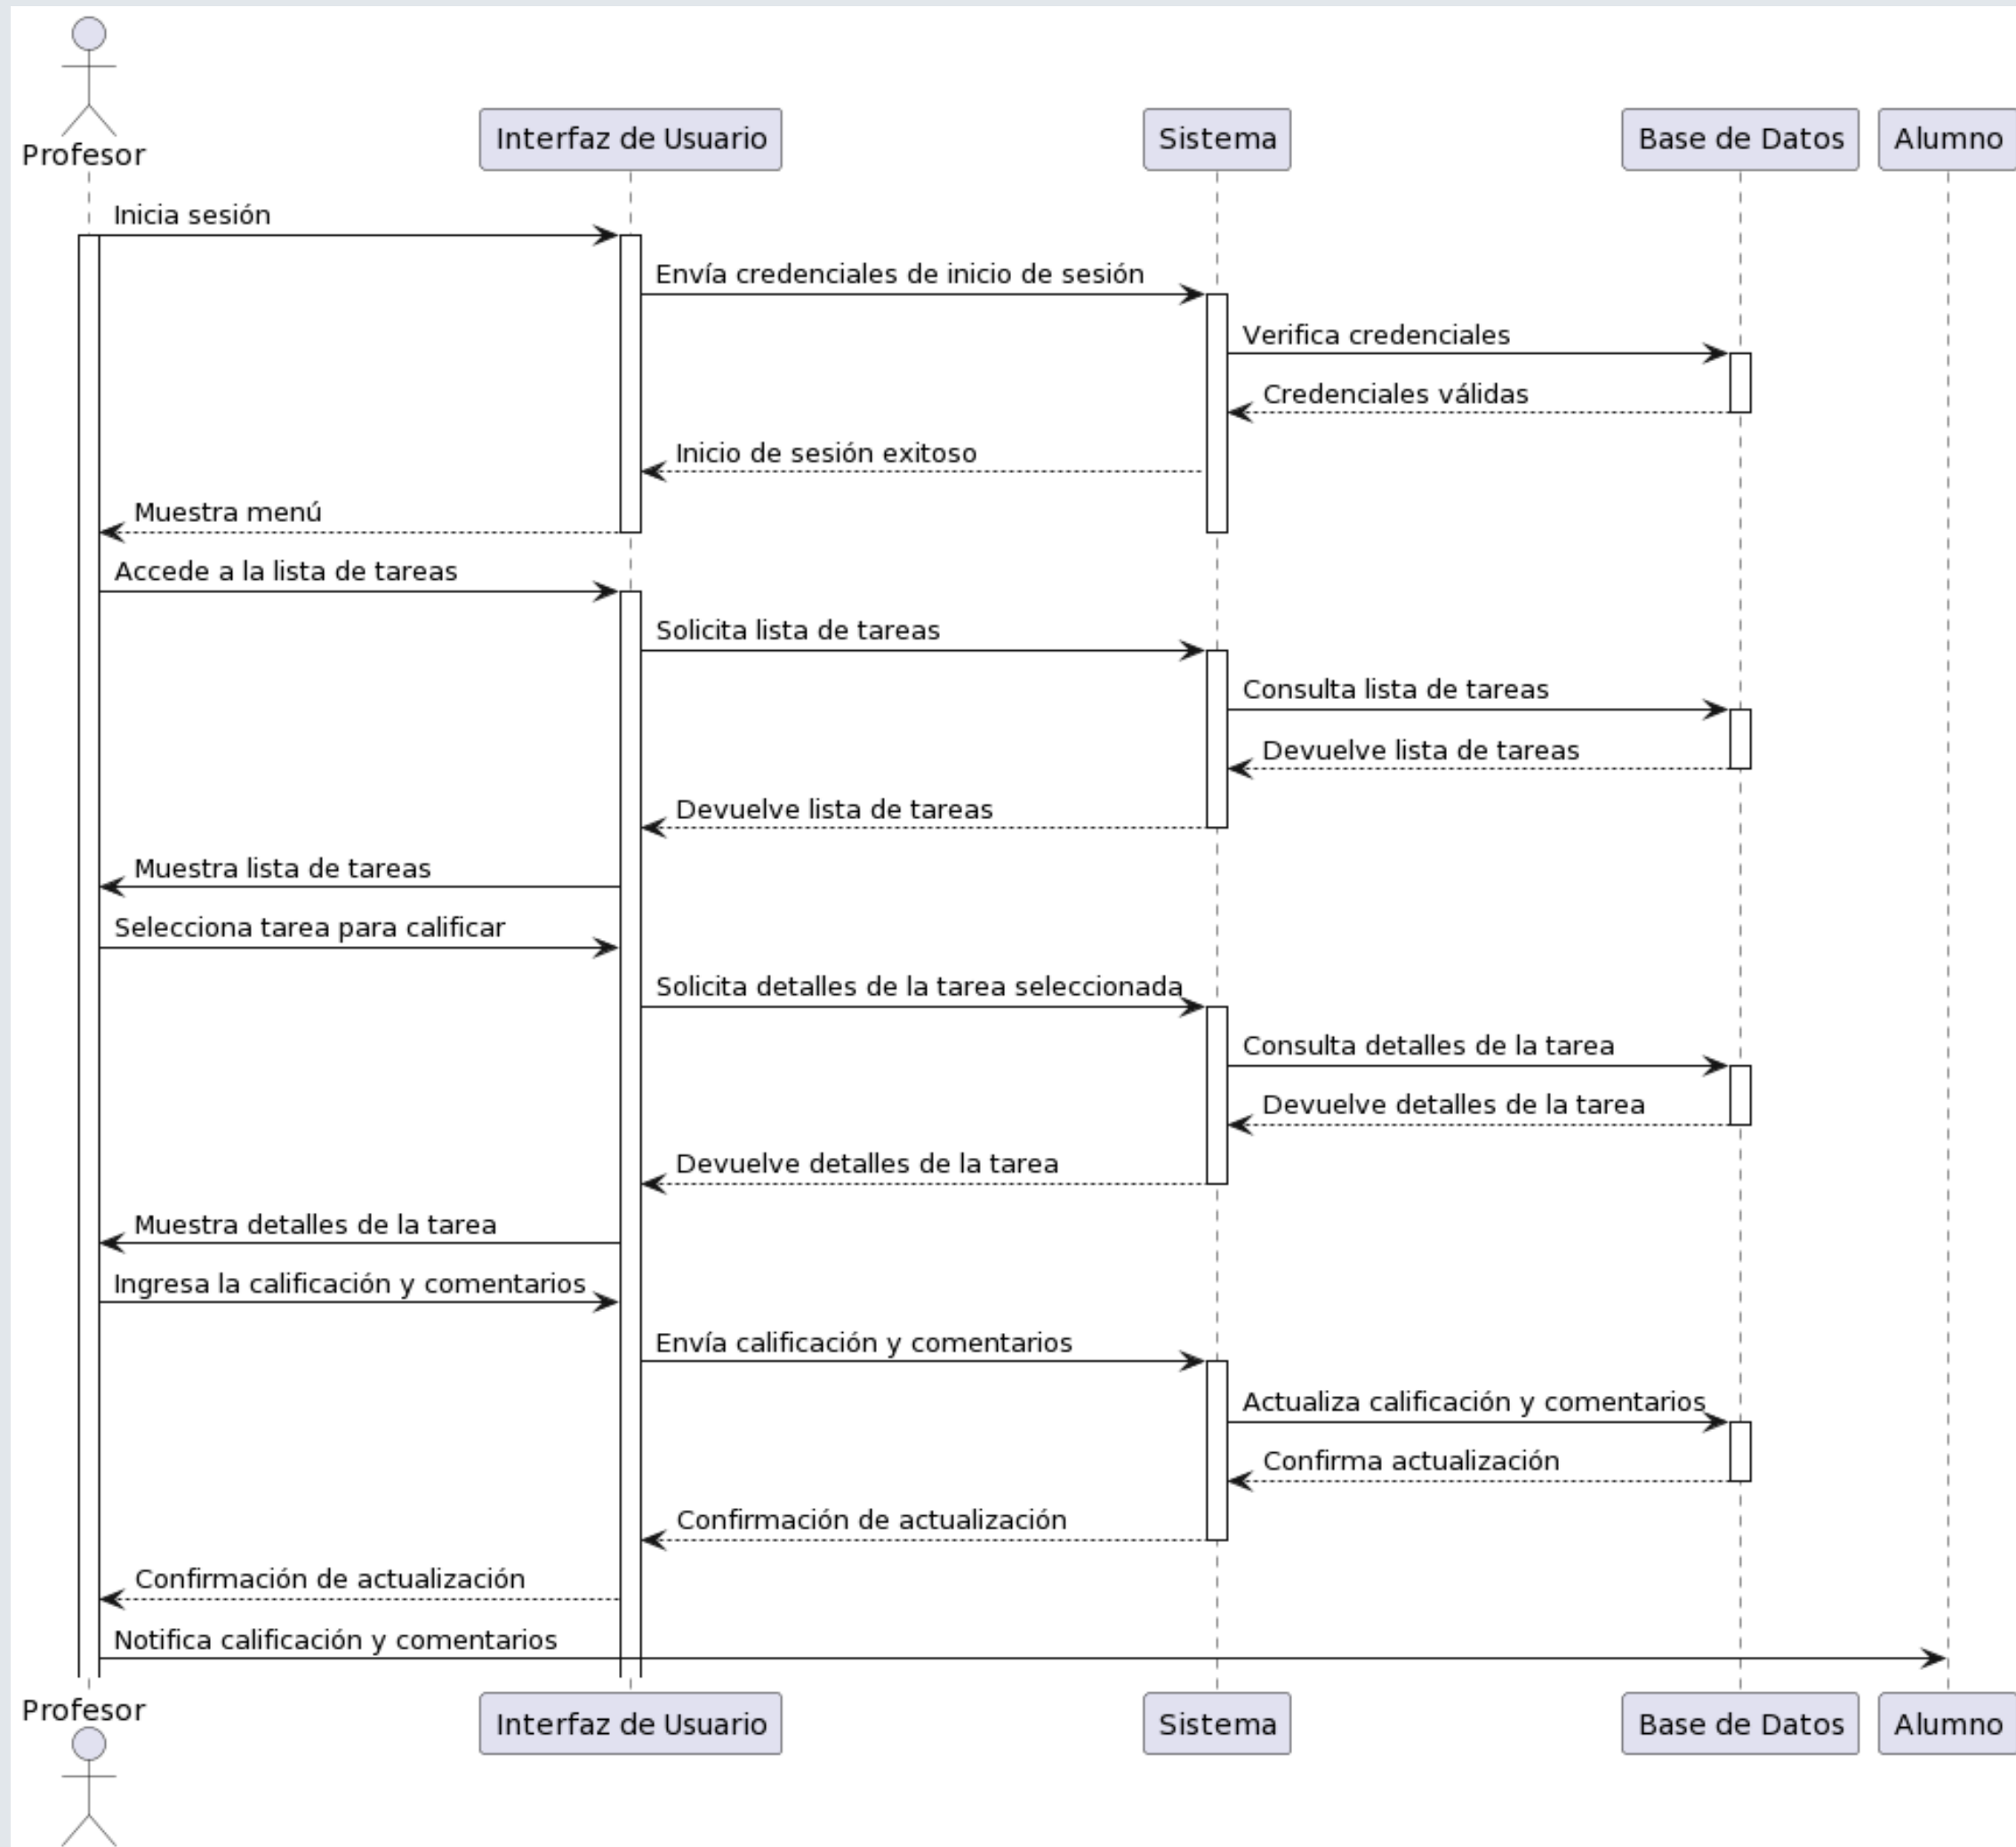 Profesor
Interfaz de Usuario
Sistema
Base de Datos
Alumno
Inicia sesión
Envía credenciales de inicio de sesión
Verifica credenciales
Credenciales válidas
Inicio de sesión exitoso
Muestra menú
Accede a la lista de tareas
Solicita lista de tareas
Consulta lista de tareas
Devuelve lista de tareas
Devuelve lista de tareas
Muestra lista de tareas
Selecciona tarea para calificar
Solicita detalles de la tarea seleccionada
Consulta detalles de la tarea
Devuelve detalles de la tarea
Devuelve detalles de la tarea
Muestra detalles de la tarea
Ingresa la calificación y comentarios
Envía calificación y comentarios
Actualiza calificación y comentarios
Confirma actualización
Confirmación de actualización
Confirmación de actualización
Notifica calificación y comentarios
Profesor
Interfaz de Usuario
Sistema
Base de Datos
Alumno